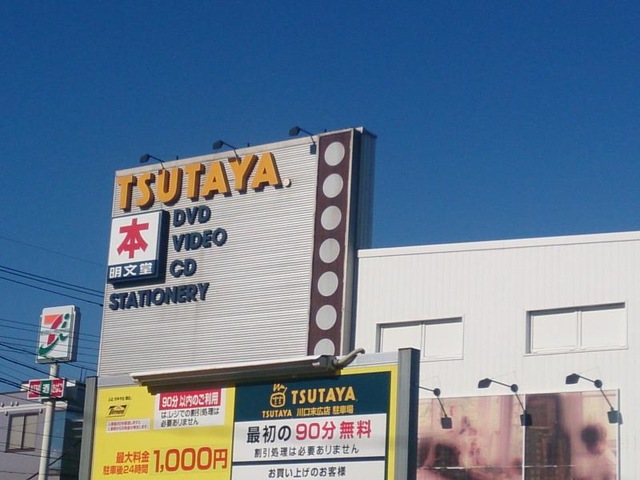 TSUTAYA.
本
明文堂
DVD
VIDEO
CD
STATIONERY
7
90分以内のご利用
はレジでの割引処理は
必要ありません
最大料金
駐車後24時間 1,000円
TSUTAYA
TSUTAYA 川口末広店 駐車場
最初の 90分 無料
割引処理は必要ありません
お買い上げのお客様